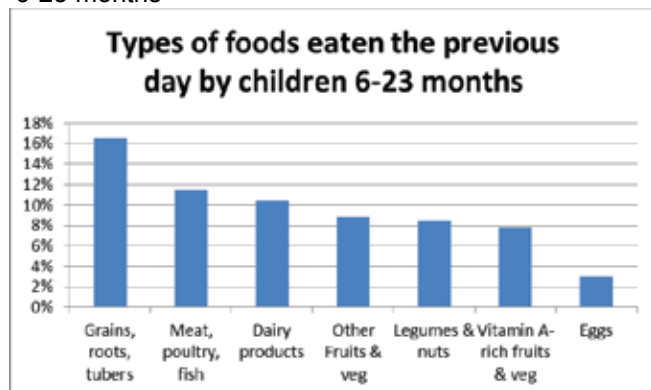 6-23 months
Types of foods eaten the previous
day by children 6-23 months
18%
16%
14%
12%
10%
8%
6%
4%
2%
0%
Grains,
roots,
tubers
Meat,
poultry,
fish
Dairy
products
Other
Fruits &
veg
Legumes &
nuts
Vitamin A-
rich fruits
& veg
Eggs